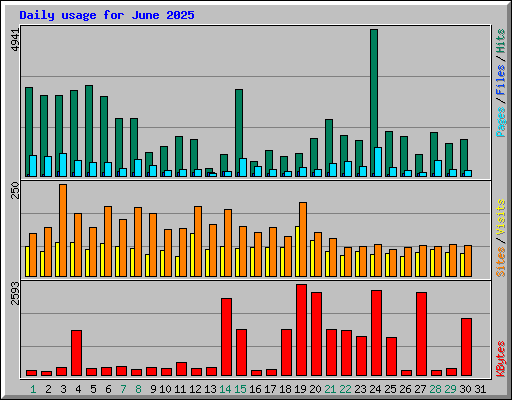 Daily usage for June 2025
4941
Pages / Files / Hits
250
Sites / Visits
2593
KBytes
1 2 3 4 5 6 7 8 9 10 11 12 13 14 15 16 17 18 19 20 21 22 23 24 25 26 27 28 29 30 31